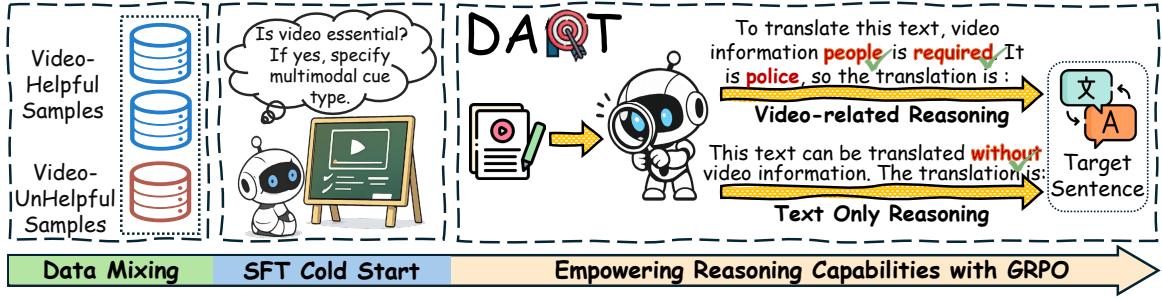 Video-
Helpful
Samples
Video-
UnHelpful
Samples
Is video essential?
If yes, specify
multimodal cue
type.
DART
To translate this text, video
information people is required. It
is police, so the translation is :
Video-related Reasoning
This text can be translated without
video information. The translation is:
Text Only Reasoning
文
A
Target
Sentence
Data Mixing
SFT Cold Start
Empowering Reasoning Capabilities with GRPO